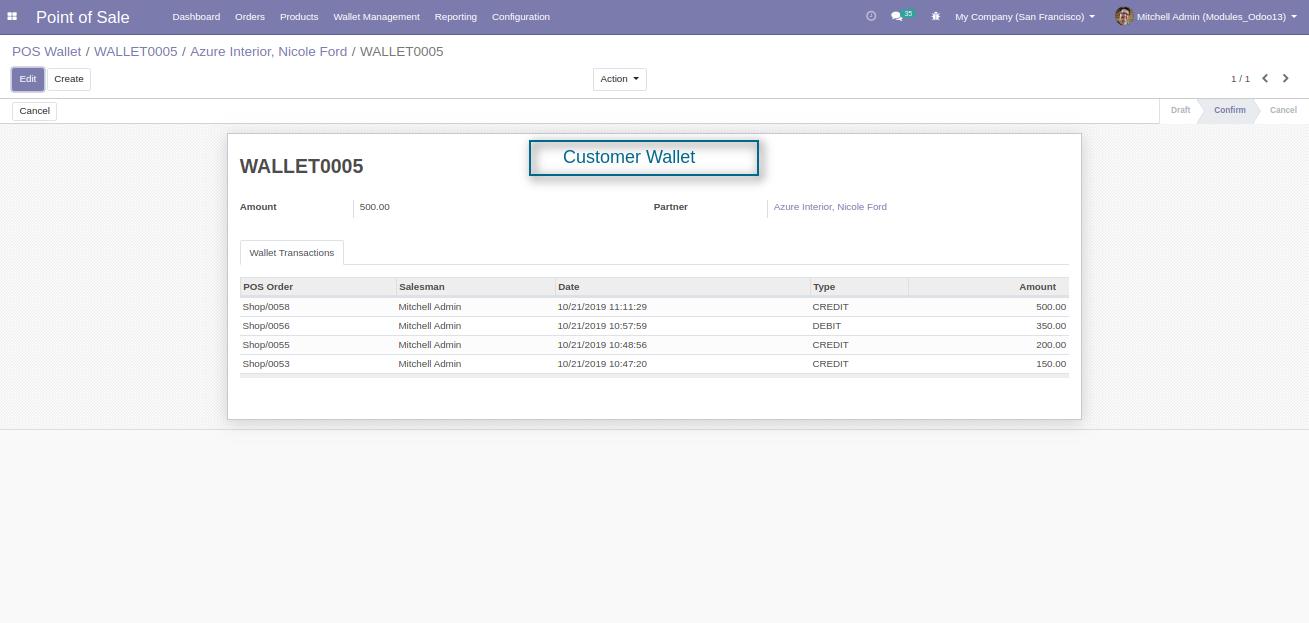 Point of Sale Dashboard Orders Products Wallet Management Reporting Configuration 35 My Company (San Francisco) Mitchell Admin (Modules_Odoo13)
POS Wallet / WALLET0005 / Azure Interior, Nicole Ford / WALLET0005
Edit Create Action 1 / 1
Cancel Draft Confirm Cancel
Customer Wallet
WALLET0005
Amount 500.00 Partner Azure Interior, Nicole Ford
Wallet Transactions
POS Order Salesman Date Type Amount
Shop/0058 Mitchell Admin 10/21/2019 11:11:29 CREDIT 500.00
Shop/0056 Mitchell Admin 10/21/2019 10:57:59 DEBIT 350.00
Shop/0055 Mitchell Admin 10/21/2019 10:48:56 CREDIT 200.00
Shop/0053 Mitchell Admin 10/21/2019 10:47:20 CREDIT 150.00